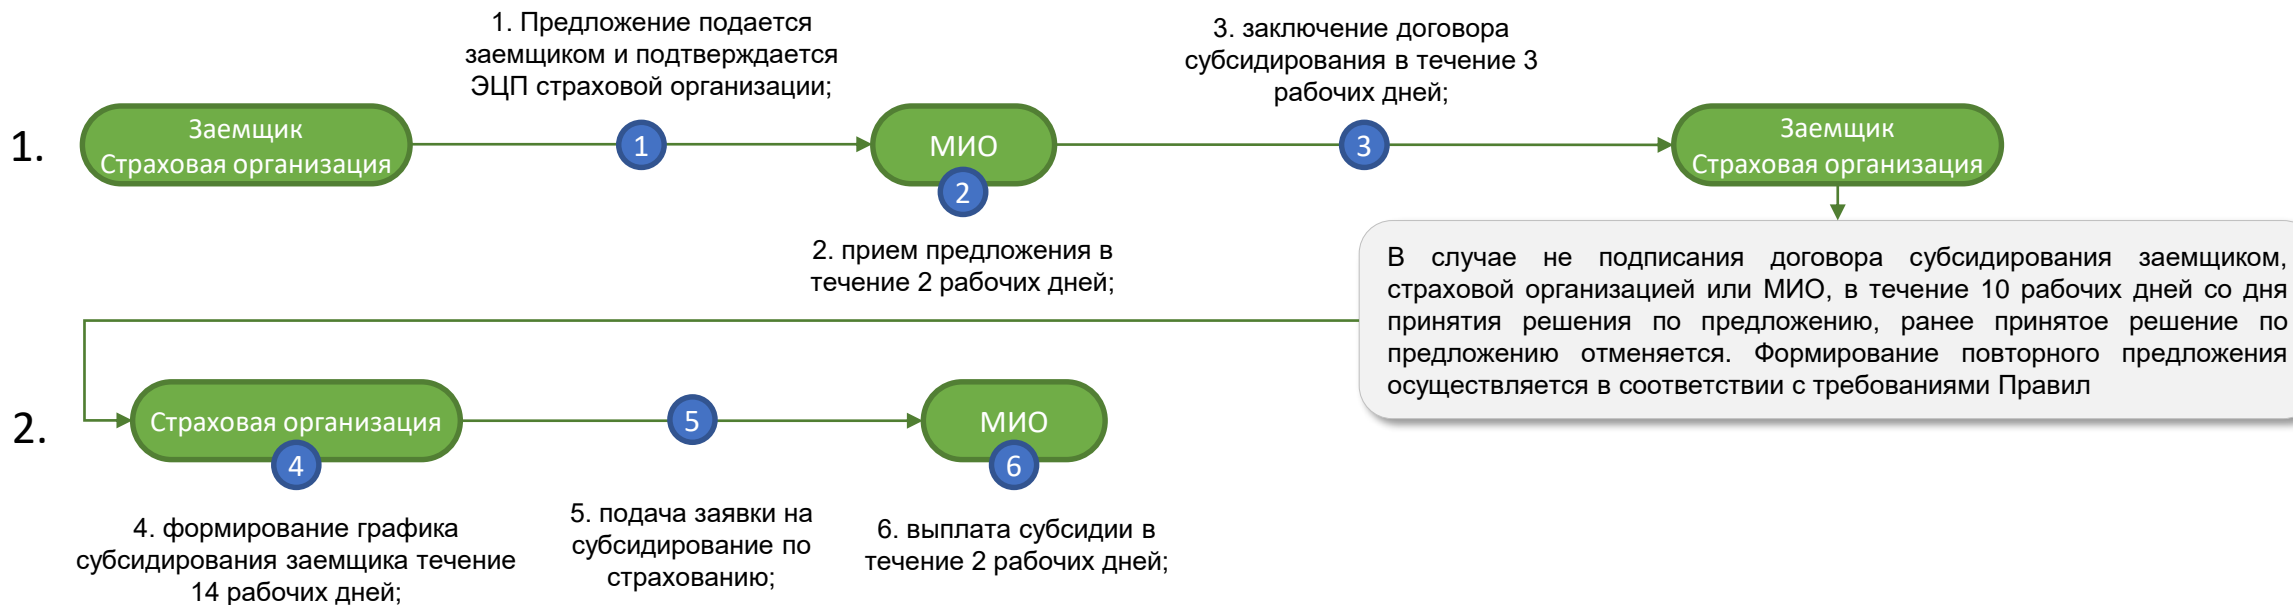 1. Предложение подается
заемщиком и подтверждается
ЭЦП страховой организации;
3. заключение договора
субсидирования в течение 3
рабочих дней;
1.
Заемщик
Страховая организация
1
МИО
2
3
Заемщик
Страховая организация
2. прием предложения в
течение 2 рабочих дней;
В случае не подписания договора субсидирования заемщиком,
страховой организацией или МИО, в течение 10 рабочих дней со дня
принятия решения по предложению, ранее принятое решение по
предложению отменяется. Формирование повторного предложения
осуществляется в соответствии с требованиями Правил
2.
Страховая организация
4
5
МИО
6
4. формирование графика
субсидирования заемщика течение
14 рабочих дней;
5. подача заявки на
субсидирование по
страхованию;
6. выплата субсидии в
течение 2 рабочих дней;